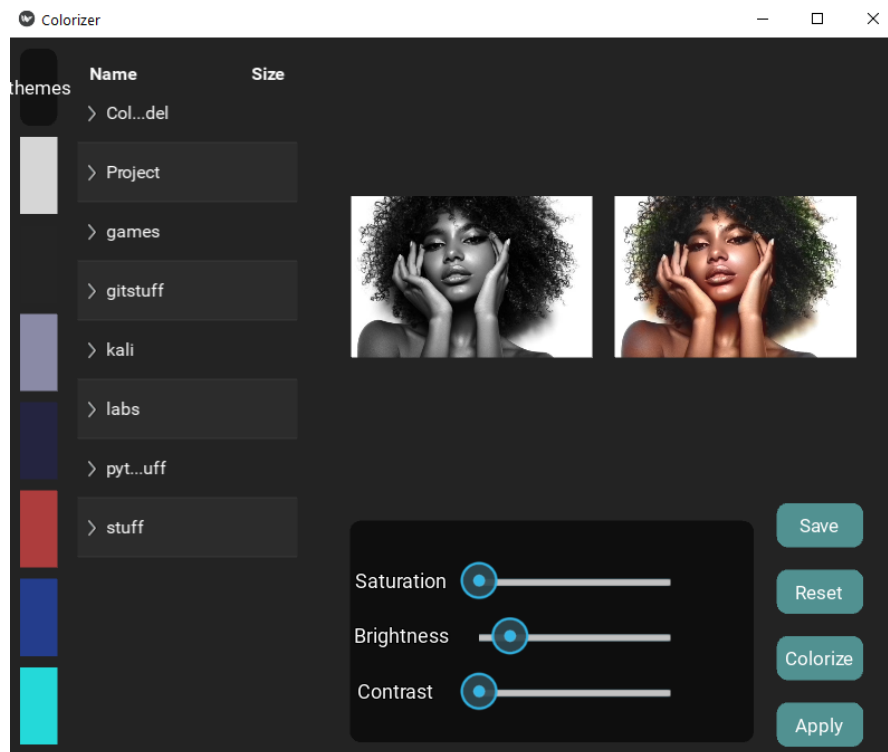 Colorizer
themes
Name Size
Col...del
Project
games
gitstuff
kali
labs
pyt...uff
stuff
Saturation
Brightness
Contrast
Save
Reset
Colorize
Apply